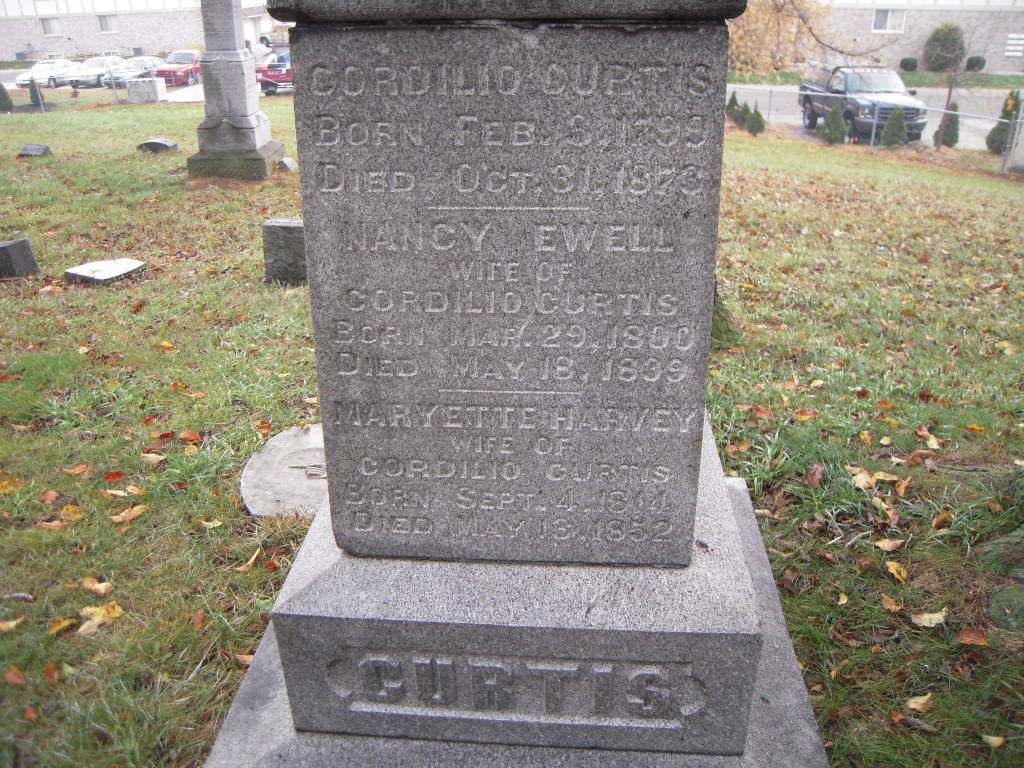 CORDILIO CURTIS
BORN FEB. 3, 1793
DIED OCT. 31, 1873
NANCY EWELL
WIFE OF
CORDILIO CURTIS
BORN MAR. 29, 1800
DIED MAY 18, 1839
MARYETTE HARVEY
WIFE OF
CORDILIO CURTIS
BORN SEPT. 4, 1814
DIED MAY 13, 1852
CURTIS